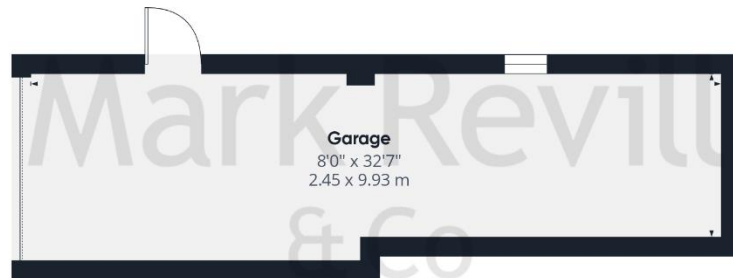 Mark Revill
& Co
Garage
8'0" x 32'7"
2.45 x 9.93 m